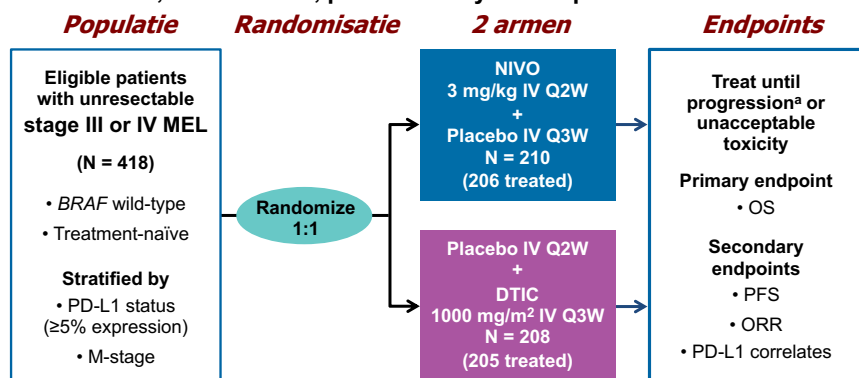 Populatie
Randomisatie
2 armen
Endpoints
Eligible patients
with unresectable
stage III or IV MEL
(N = 418)
• BRAF wild-type
• Treatment-naïve
Stratified by
• PD-L1 status
(≥5% expression)
• M-stage
Randomize
1:1
NIVO
3 mg/kg IV Q2W
+
Placebo IV Q3W
N = 210
(206 treated)
Placebo IV Q2W
+
DTIC
1000 mg/m² IV Q3W
N = 208
(205 treated)
Treat until
progressionᵃ or
unacceptable
toxicity
Primary endpoint
• OS
Secondary
endpoints
• PFS
• ORR
• PD-L1 correlates